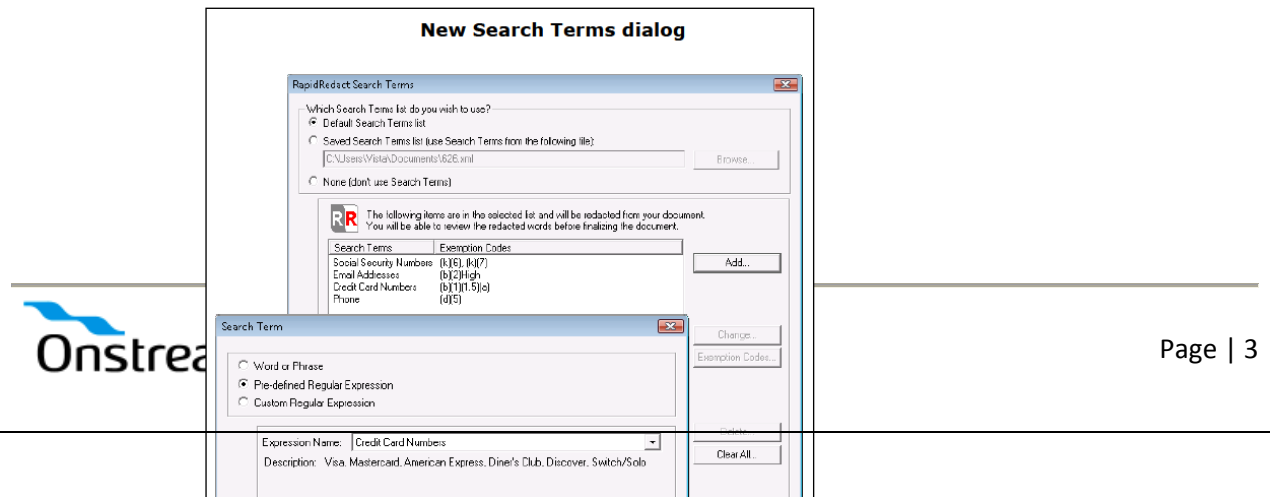 New Search Terms dialog
RapidRedact Search Terms
Which Search Terms list do you wish to use?
Default Search Terms list
Saved Search Terms list (use Search Terms from the following file):
C:\Users\Vista\Documents\626.xml
Browse...
None (don't use Search Terms)
RR
The following items are in the selected list and will be redacted from your document.
You will be able to review the redacted words before finalizing the document.
Search Terms Exemption Codes
Social Security Numbers (k)(6), (k)(7)
Email Addresses (b)(2)High
Credit Card Numbers (b)(1)(1.5)(a)
Phone (d)(5)
Add...
Change...
Exemption Codes...
Delete...
Clear All...
Onstrea
Page | 3
Search Term
Word or Phrase
Pre-defined Regular Expression
Custom Regular Expression
Expression Name: Credit Card Numbers
Description: Visa, Mastercard, American Express, Diner's Club, Discover, Switch/Solo